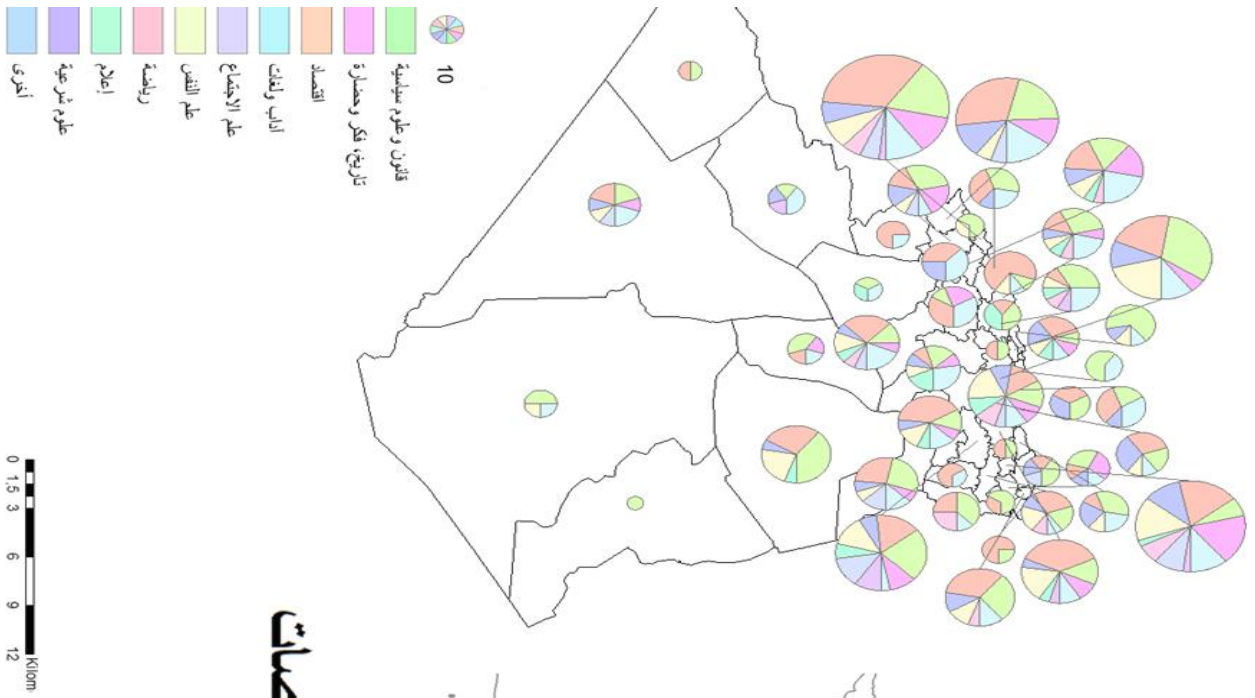 10
قانون وعلوم سياسية
تاريخ، فكر وحضارة
اقتصاد
آداب ولغات
علم الاجتماع
علم النفس
رياضة
إعلام
علوم شرعية
أخرى
0 1,5 3 6 9 12
Kilom